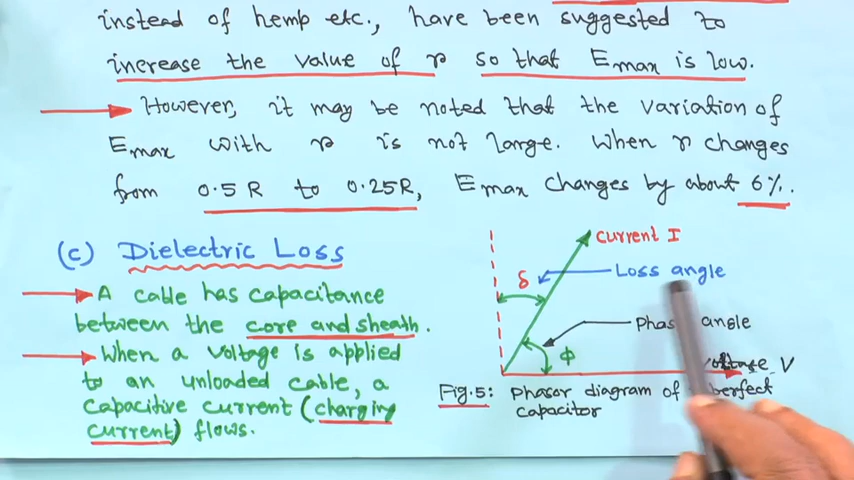 instead of hemp etc., have been suggested to
increase the value of r so that Emax is low.
However, it may be noted that the variation of
Emax with r is not large. When r changes
from 0.5 R to 0.25R, Emax changes by about 6%.
(c) Dielectric Loss
A cable has capacitance
between the core and sheath.
When a voltage is applied
to an unloaded cable, a
capacitive current (charging
current) flows.
Current I
δ
Loss angle
Phase angle
φ
Voltage V
Fig.5: Phasor diagram of perfect
capacitor